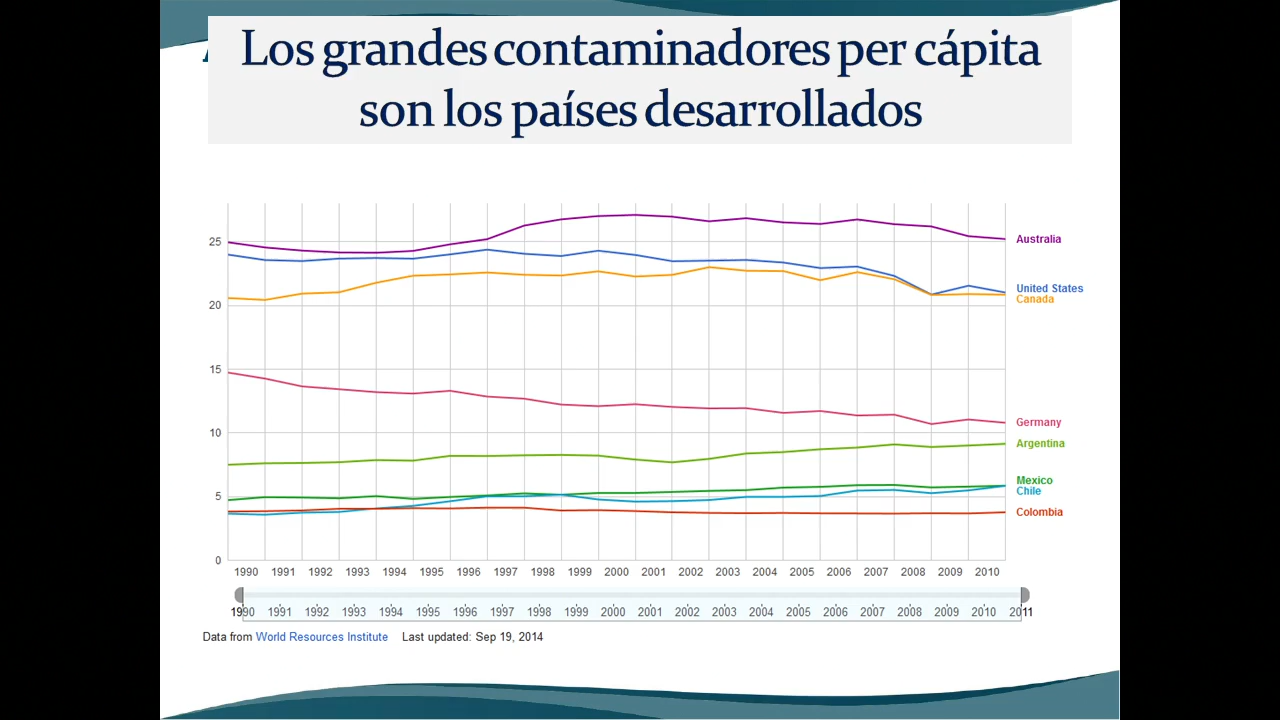 Los grandes contaminadores per cápita
son los países desarrollados
25
20
15
10
5
0
Australia
United States
Canada
Germany
Argentina
Mexico
Chile
Colombia
1990 1991 1992 1993 1994 1995 1996 1997 1998 1999 2000 2001 2002 2003 2004 2005 2006 2007 2008 2009 2010
1990 1991 1992 1993 1994 1995 1996 1997 1998 1999 2000 2001 2002 2003 2004 2005 2006 2007 2008 2009 2010 2011
Data from World Resources Institute Last updated: Sep 19, 2014